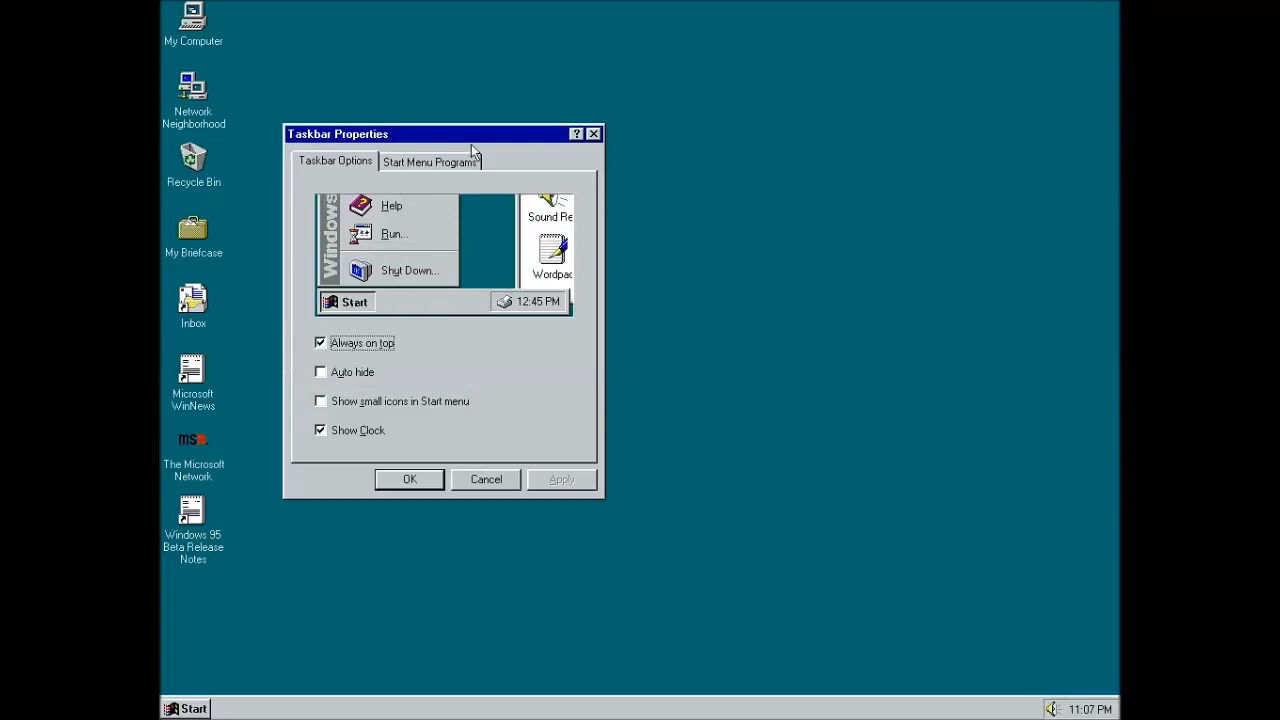 My Computer
Network
Neighborhood
Recycle Bin
My Briefcase
Inbox
Microsoft
WinNews
msn.
The Microsoft
Network
Windows 95
Beta Release
Notes
Taskbar Properties
Taskbar Options
Start Menu Programs
Windows
Help
Run...
Shut Down...
Sound Re
Wordpad
Start
12:45 PM
Always on top
Auto hide
Show small icons in Start menu
Show Clock
OK
Cancel
Apply
Start
11:07 PM